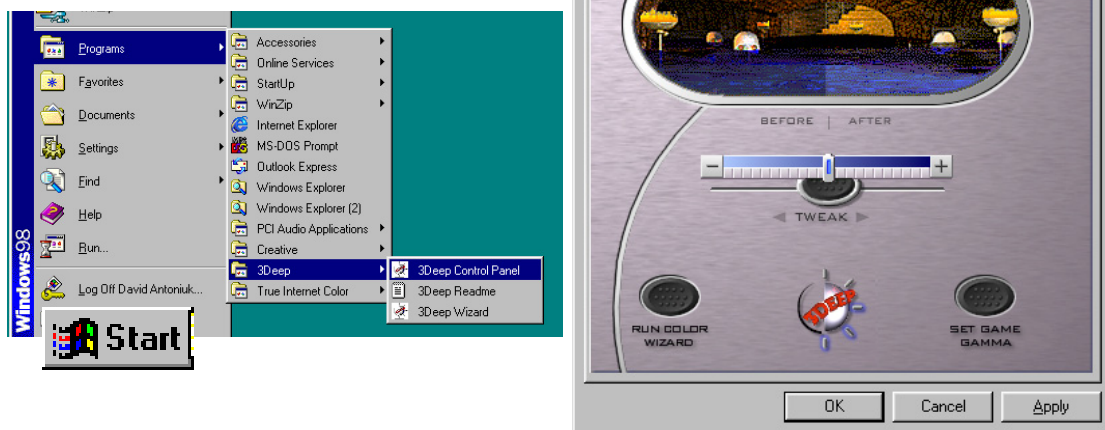 Programs
Favorites
Documents
Settings
Find
Help
Run...
Log Off David Antoniuk...
Windows98
Start
Accessories
Online Services
StartUp
WinZip
Internet Explorer
MS-DOS Prompt
Outlook Express
Windows Explorer
Windows Explorer (2)
PCI Audio Applications
Creative
3Deep
True Internet Color
3Deep Control Panel
3Deep Readme
3Deep Wizard
BEFORE | AFTER
TWEAK
RUN COLOR
WIZARD
3DEEP
SET GAME
GAMMA
OK
Cancel
Apply